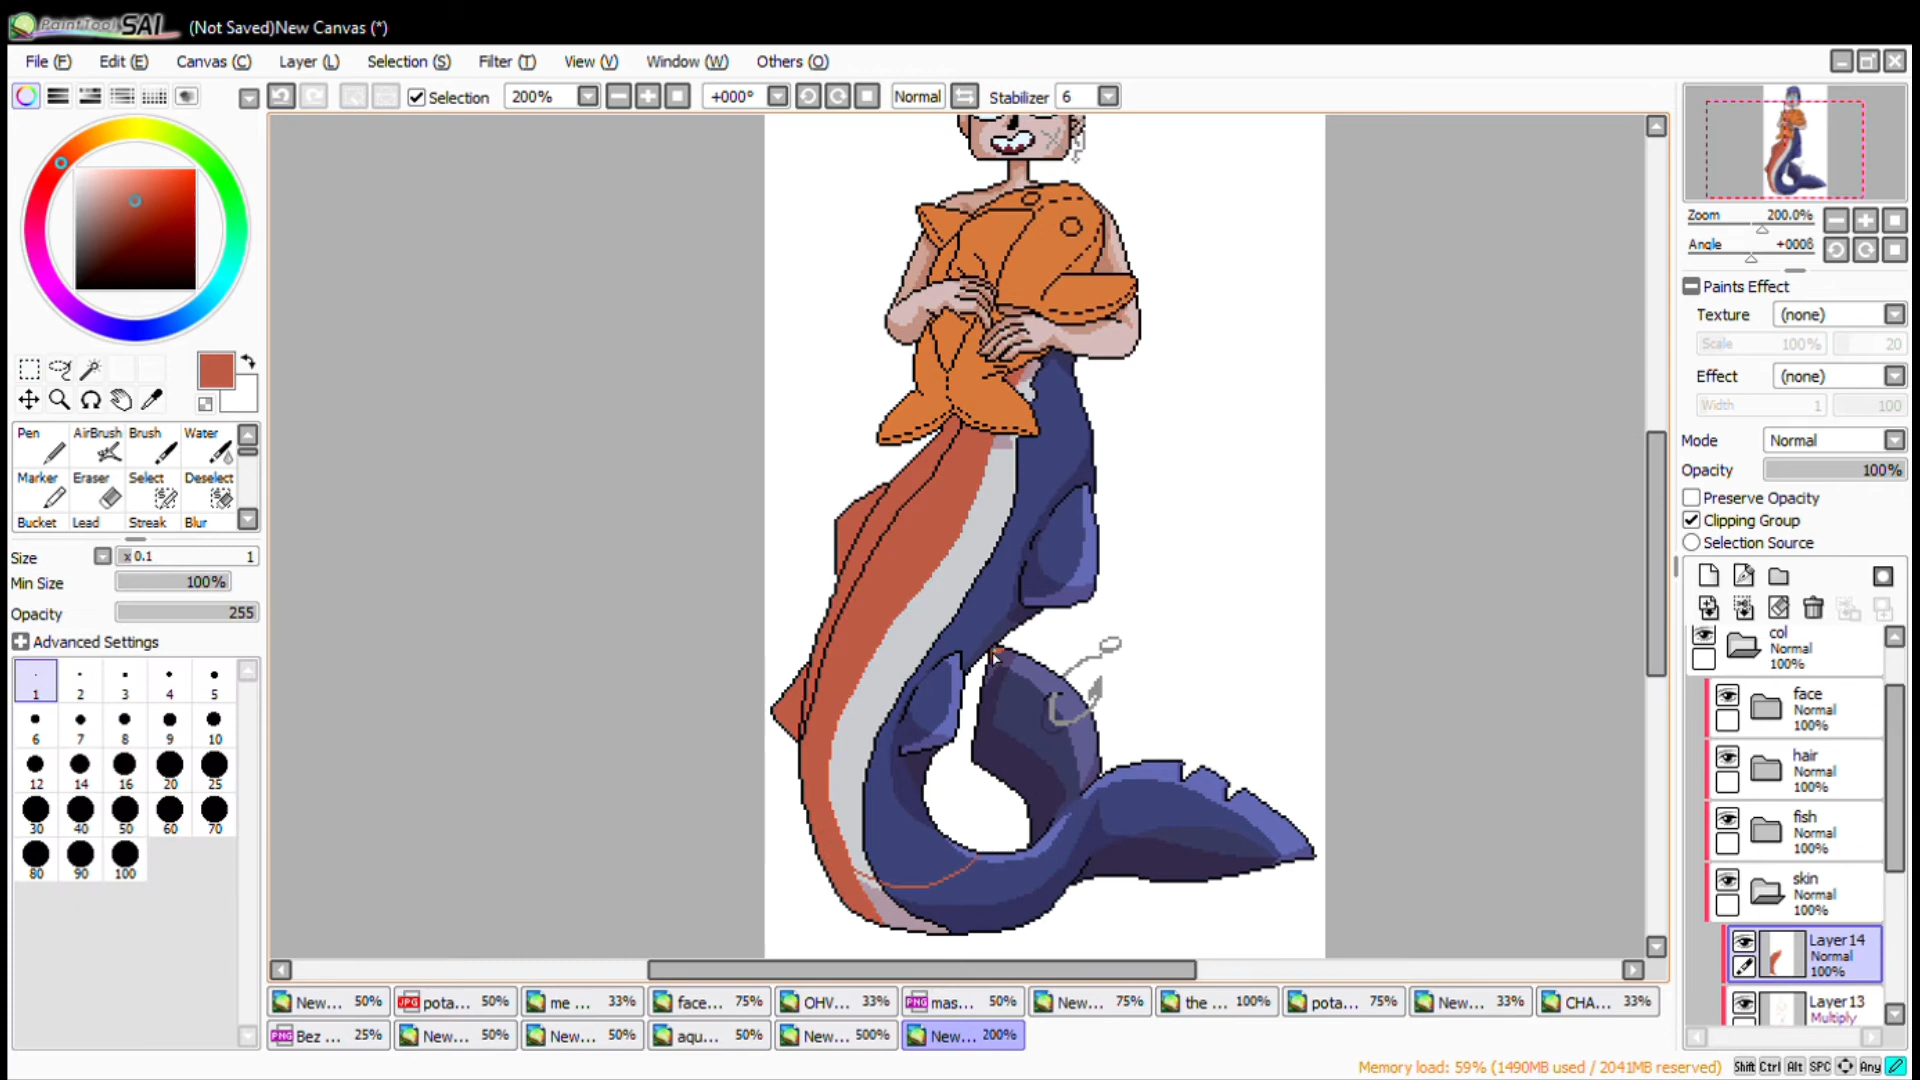 PaintTool SAI (Not Saved)New Canvas (*)
File (F) Edit (E) Canvas (C) Layer (L) Selection (S) Filter (T) View (V) Window (W) Others (O)
Selection 200% +000° Normal Stabilizer 6
Zoom 200.0%
Angle +0006
Paints Effect
Texture (none)
Scale 100% 20
Effect (none)
Width 1 100
Mode Normal
Opacity 100%
Preserve Opacity
Clipping Group
Selection Source
Pen AirBrush Brush Water
Marker Eraser Select Deselect
Bucket Lead Streak Blur
Size x 0.1 1
Min Size 100%
Opacity 255
Advanced Settings
1 2 3 4 5
6 7 8 9 10
12 14 16 20 25
30 40 50 60 70
80 90 100
col
Normal
100%
face
Normal
100%
hair
Normal
100%
fish
Normal
100%
skin
Normal
100%
Layer14
Normal
100%
Layer13
Multiply
New... 50% JPG pota... 50% me ... 33% face... 75% OHV... 33% PNG mas... 50% New... 75% the ... 100% pota... 75% New... 33% CHA... 33%
PNG Bez ... 25% New... 50% New... 50% aqu... 50% New... 500% New... 200%
Memory load: 59% (1490MB used / 2041MB reserved) Shift Ctrl Alt SPC Any